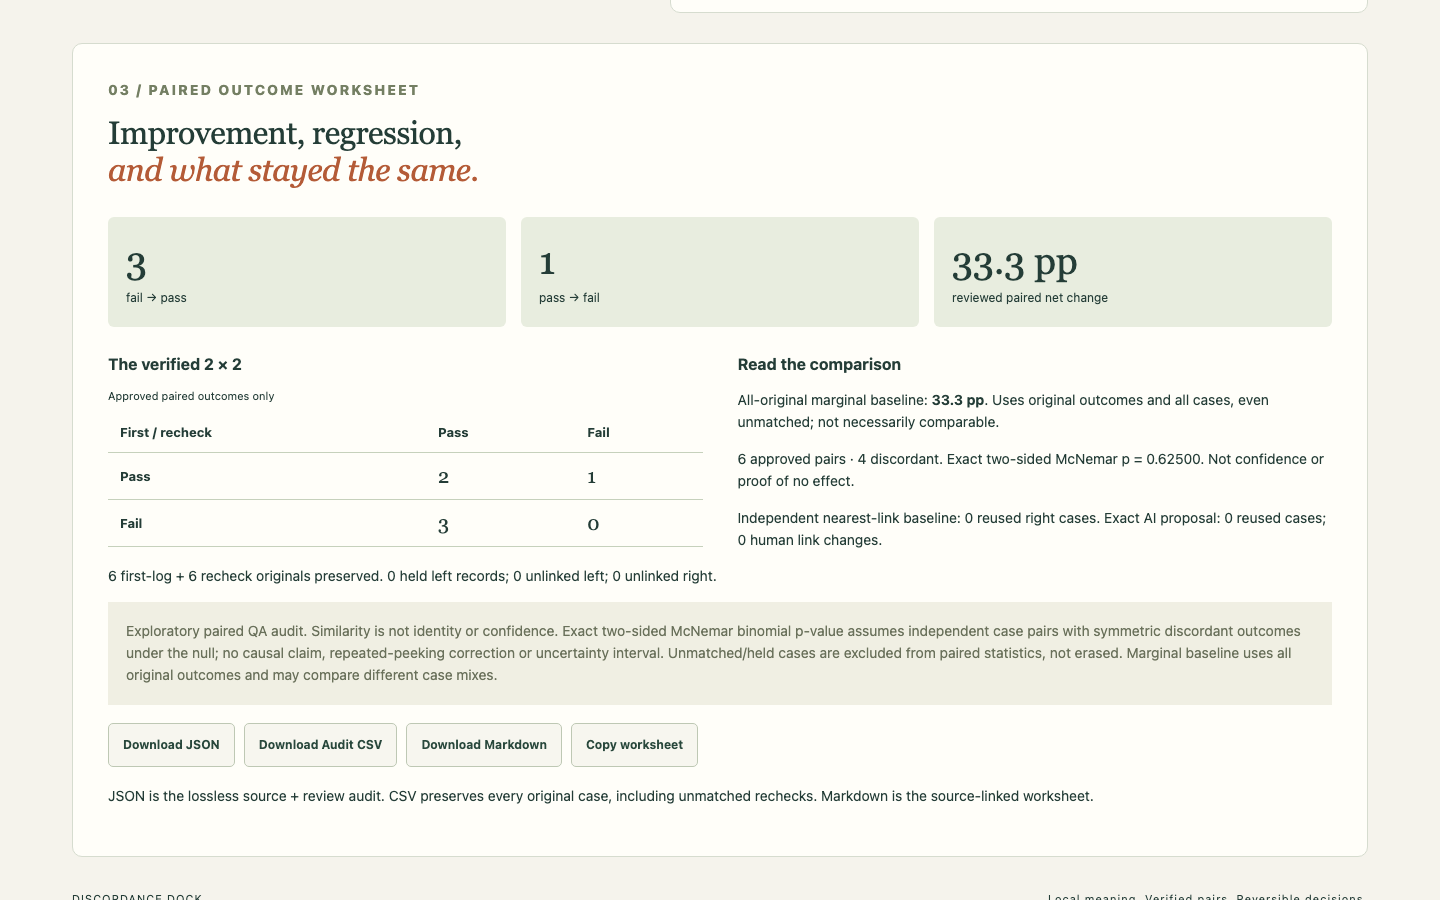 03 / PAIRED OUTCOME WORKSHEET
Improvement, regression,
and what stayed the same.
3
fail → pass
1
pass → fail
33.3 pp
reviewed paired net change
The verified 2 × 2
Approved paired outcomes only
First / recheck Pass Fail
Pass 2 1
Fail 3 0
6 first-log + 6 recheck originals preserved. 0 held left records; 0 unlinked left; 0 unlinked right.
Read the comparison
All-original marginal baseline: 33.3 pp. Uses original outcomes and all cases, even
unmatched; not necessarily comparable.
6 approved pairs · 4 discordant. Exact two-sided McNemar p = 0.62500. Not confidence or
proof of no effect.
Independent nearest-link baseline: 0 reused right cases. Exact AI proposal: 0 reused cases;
0 human link changes.
Exploratory paired QA audit. Similarity is not identity or confidence. Exact two-sided McNemar binomial p-value assumes independent case pairs with symmetric discordant outcomes
under the null; no causal claim, repeated-peeking correction or uncertainty interval. Unmatched/held cases are excluded from paired statistics, not erased. Marginal baseline uses all
original outcomes and may compare different case mixes.
Download JSON
Download Audit CSV
Download Markdown
Copy worksheet
JSON is the lossless source + review audit. CSV preserves every original case, including unmatched rechecks. Markdown is the source-linked worksheet.
DISCORDANCE DOCK
Local meaning. Verified pairs. Reversible decisions.